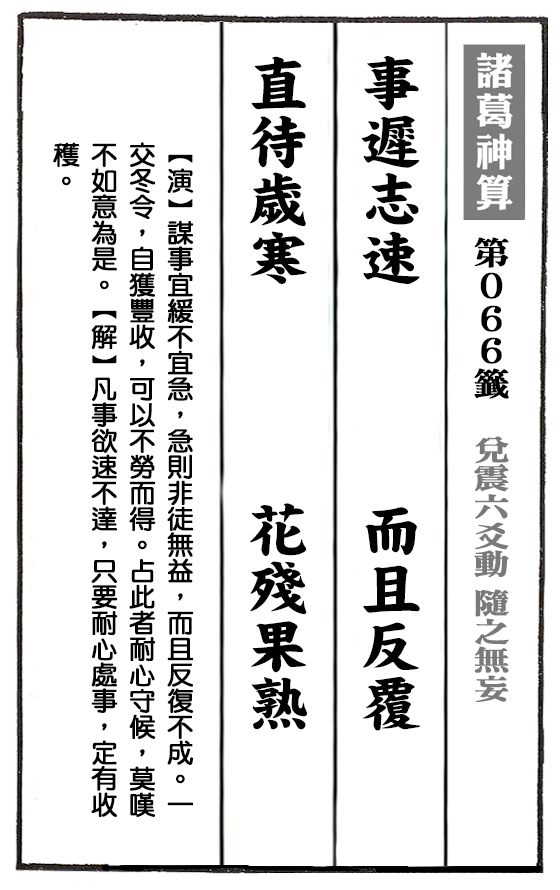 諸葛神算 第066籤 兌震六爻動 隨之無妄
事遲志速 而且反覆
直待歲寒 花殘果熟
【演】謀事宜緩不宜急，急則非徒無益，而且反復不成。一
交冬令，自獲豐收，可以不勞而得。占此者耐心守候，莫嘆
不如意為是。【解】凡事欲速不達，只要耐心處事，定有收
穫。